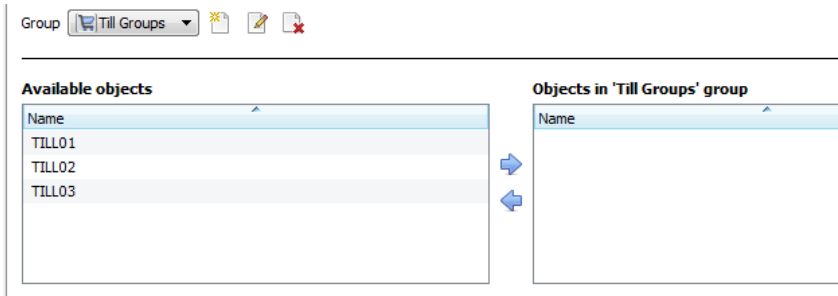 Group Till Groups
Available objects
Name
TILL01
TILL02
TILL03
Objects in 'Till Groups' group
Name